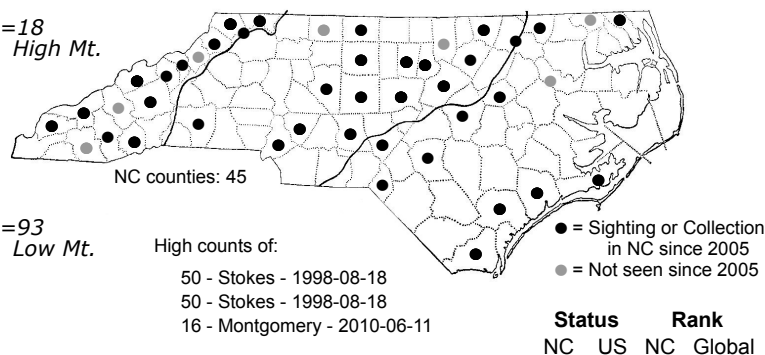 =18
High Mt.
NC counties: 45
=93
Low Mt.
High counts of:
50 - Stokes - 1998-08-18
50 - Stokes - 1998-08-18
16 - Montgomery - 2010-06-11
= Sighting or Collection
in NC since 2005
= Not seen since 2005
Status Rank
NC US NC Global